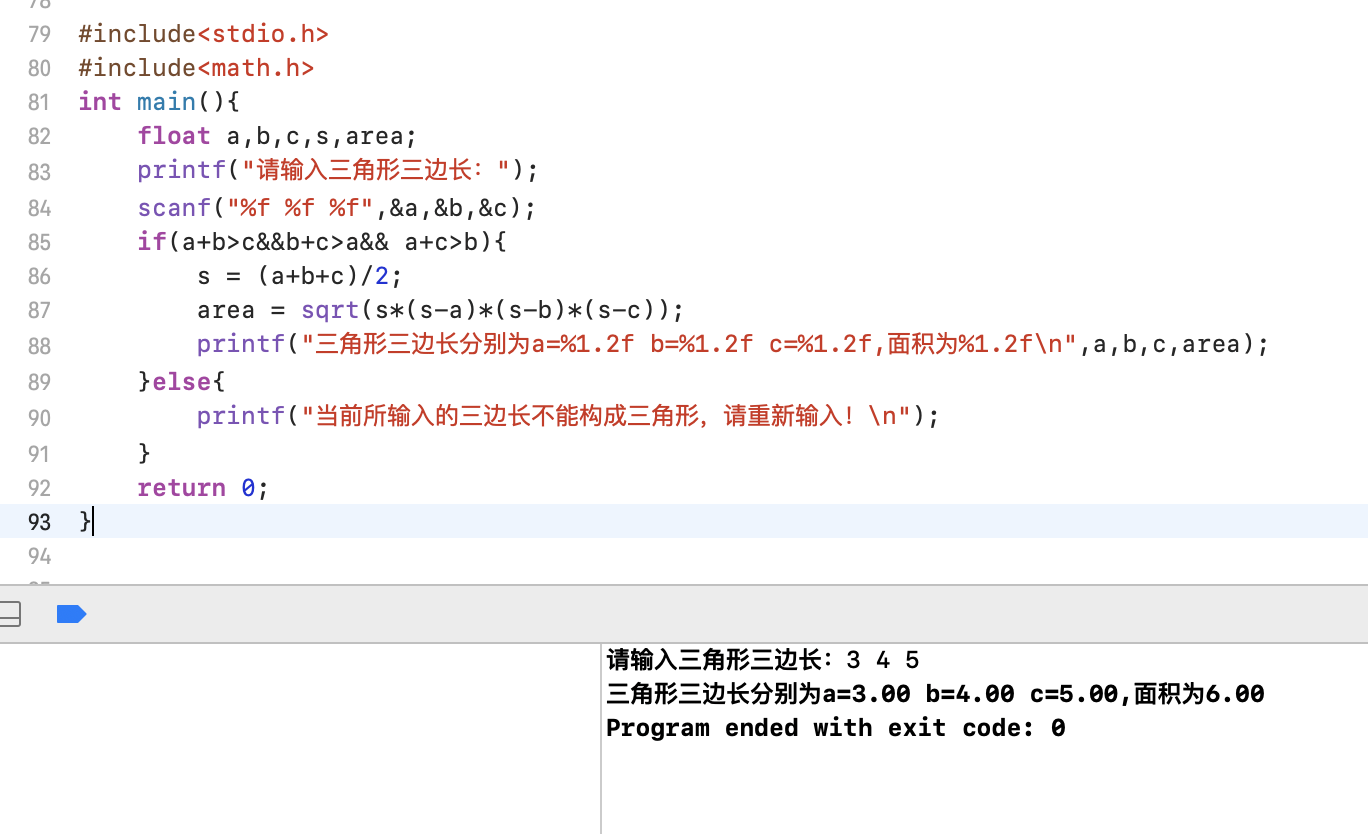 78
79 #include<stdio.h>
80 #include<math.h>
81 int main(){
82     float a,b,c,s,area;
83     printf("请输入三角形三边长：");
84     scanf("%f %f %f",&a,&b,&c);
85     if(a+b>c&&b+c>a&& a+c>b){
86         s = (a+b+c)/2;
87         area = sqrt(s*(s-a)*(s-b)*(s-c));
88         printf("三角形三边长分别为a=%1.2f b=%1.2f c=%1.2f,面积为%1.2f\n",a,b,c,area);
89     }else{
90         printf("当前所输入的三边长不能构成三角形，请重新输入！\n");
91     }
92     return 0;
93 }
94
请输入三角形三边长：3 4 5
三角形三边长分别为a=3.00 b=4.00 c=5.00,面积为6.00
Program ended with exit code: 0